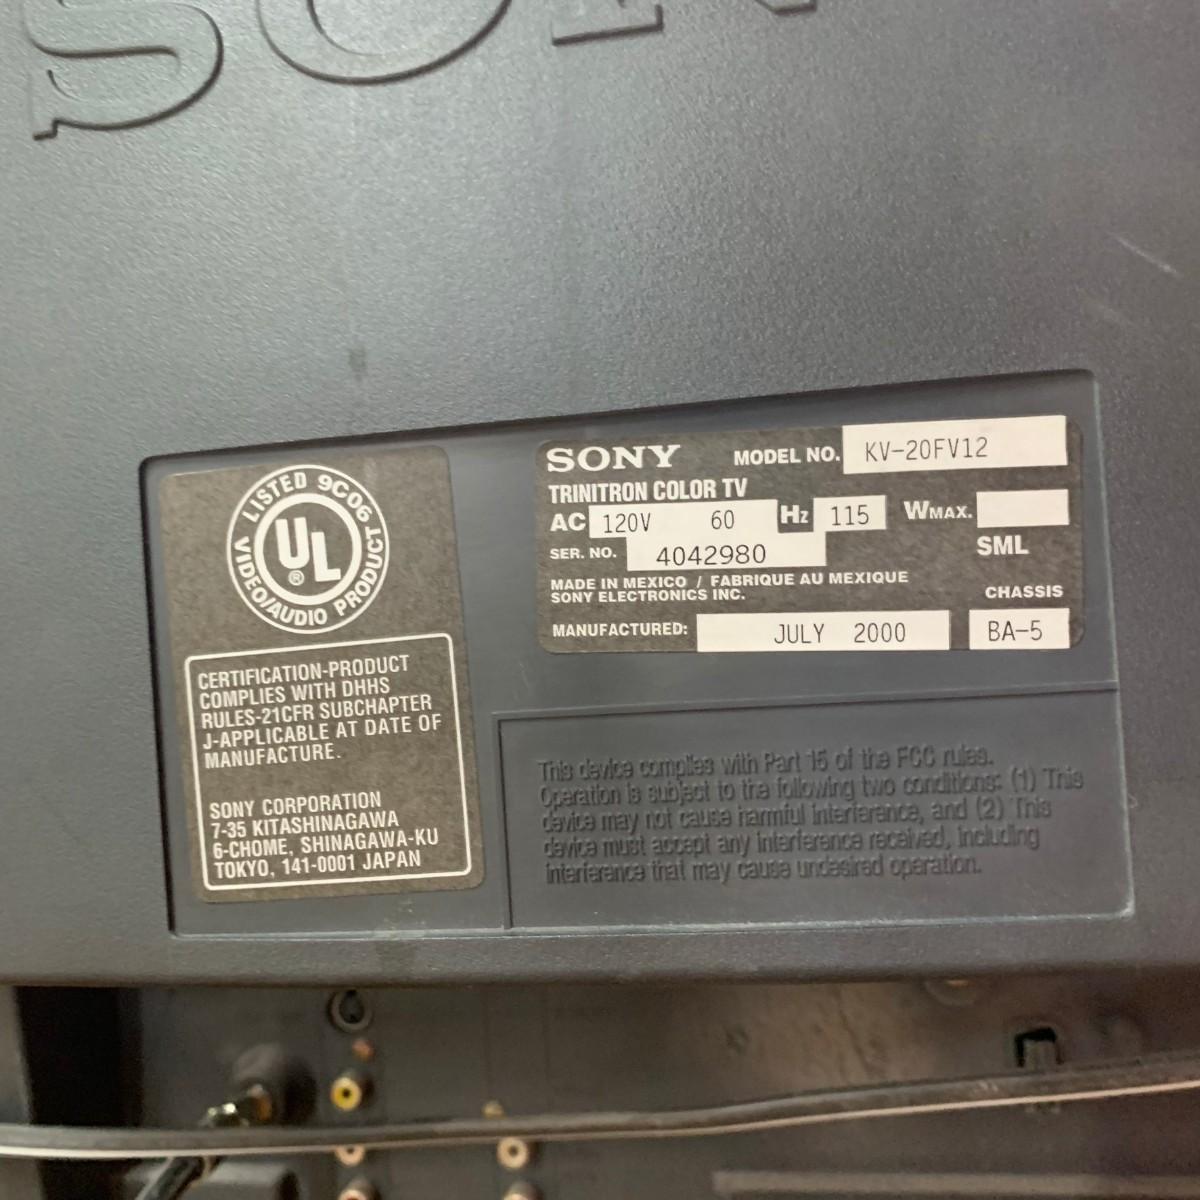 SONY
LISTED 9C06
UL
®
VIDEO/AUDIO PRODUCT
CERTIFICATION-PRODUCT
COMPLIES WITH DHHS
RULES-21CFR SUBCHAPTER
J-APPLICABLE AT DATE OF
MANUFACTURE.
SONY CORPORATION
7-35 KITASHINAGAWA
6-CHOME, SHINAGAWA-KU
TOKYO, 141-0001 JAPAN
SONY MODEL NO. KV-20FV12
TRINITRON COLOR TV
AC 120V 60 Hz 115 WMAX.
SER. NO. 4042980 SML
MADE IN MEXICO / FABRIQUE AU MEXIQUE
SONY ELECTRONICS INC. CHASSIS
MANUFACTURED: JULY 2000 BA-5
This device complies with Part 15 of the FCC rules.
Operation is subject to the following two conditions: (1) This
device may not cause harmful interference, and (2) This
device must accept any interference received, including
interference that may cause undesired operation.